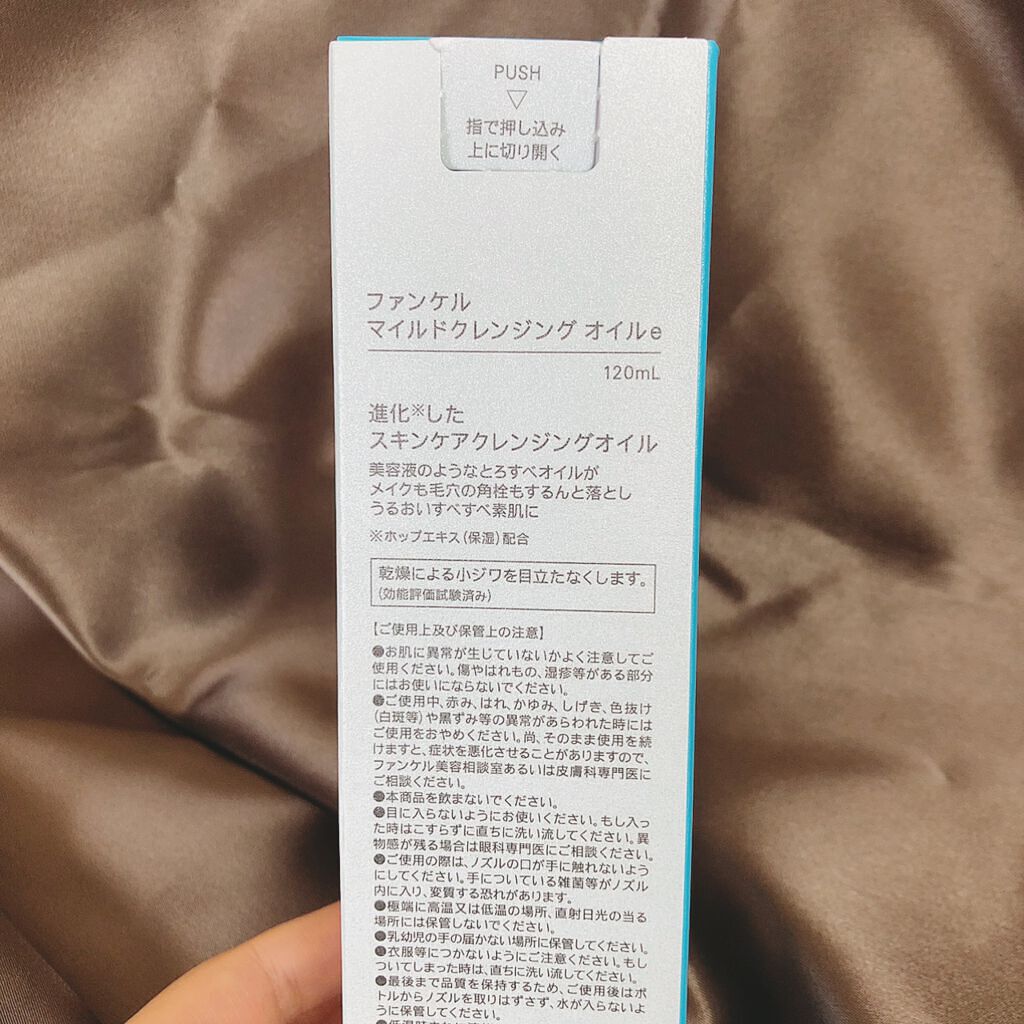 PUSH
▽
指で押し込み
上に切り開く
ファンケル
マイルドクレンジング オイルe
120mL
進化※した
スキンケアクレンジングオイル
美容液のようなとろすべオイルが
メイクも毛穴の角栓もするんと落とし
うるおいすべすべ素肌に
※ホップエキス(保湿)配合
乾燥による小ジワを目立たなくします。
(効能評価試験済み)
【ご使用上及び保管上の注意】
●お肌に異常が生じていないかよく注意してご
使用ください。傷やはれもの、湿疹等がある部分
にはお使いにならないでください。
●ご使用中、赤み、はれ、かゆみ、しげき、色抜け
(白斑等)や黒ずみ等の異常があらわれた時には
ご使用をおやめください。尚、そのまま使用を続
けますと、症状を悪化させることがありますので、
ファンケル美容相談室あるいは皮膚科専門医に
ご相談ください。
●本商品を飲まないでください。
●目に入らないようにお使いください。もし入っ
た時はこすらずに直ちに洗い流してください。異
物感が残る場合は眼科専門医にご相談ください。
●ご使用の際は、ノズルの口が手に触れないよう
にしてください。手についている雑菌等がノズル
内に入り、変質する恐れがあります。
●極端に高温又は低温の場所、直射日光の当る
場所には保管しないでください。
●乳幼児の手の届かない場所に保管してください。
●衣服等につかないようにご注意ください。もし
ついてしまった時は、直ちに洗い流してください。
●最後まで品質を保持するため、ご使用後はボ
トルからノズルを取りはずさず、水が入らないよ
うに保管してください。